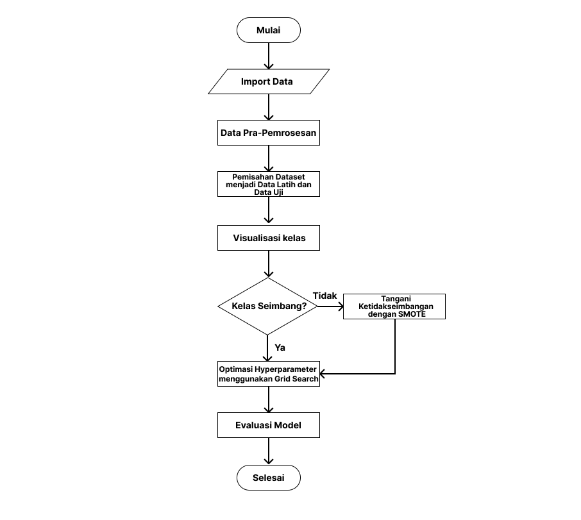 Mulai
Import Data
Data Pra-Pemrosesan
Pemisahan Dataset
menjadi Data Latih dan
Data Uji
Visualisasi kelas
Kelas Seimbang?
Tidak
Tangani
Ketidakseimbangan
dengan SMOTE
Ya
Optimasi Hyperparameter
menggunakan Grid Search
Evaluasi Model
Selesai